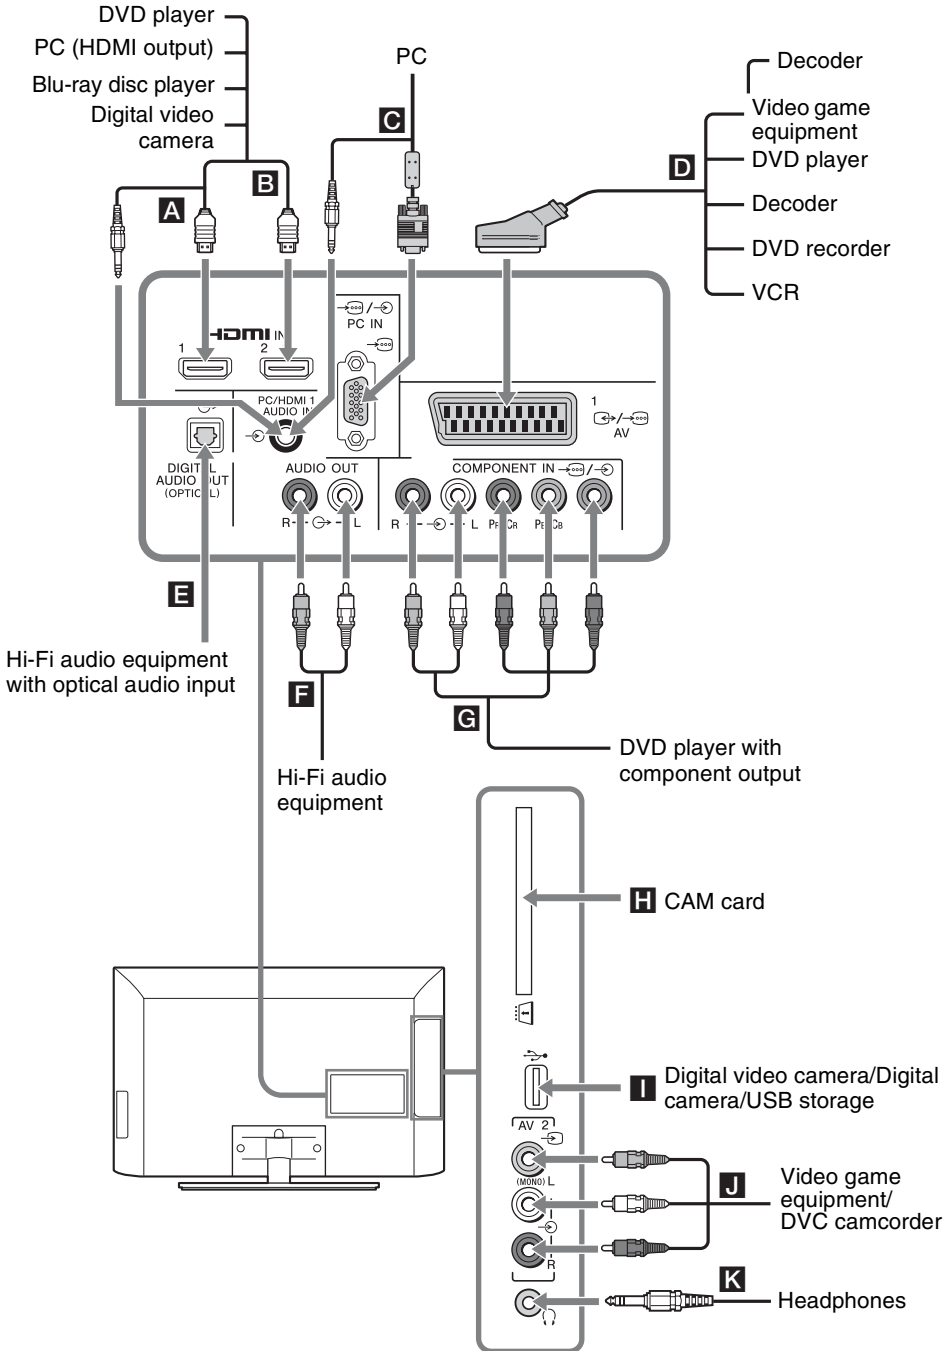 DVD player
PC (HDMI output)
Blu-ray disc player
Digital video
camera
PC
Decoder
Video game
equipment
DVD player
Decoder
DVD recorder
VCR
A
B
C
D
HDMI IN
1
2
PC IN
PC/HDMI 1
AUDIO IN
1
AV
DIGITAL
AUDIO OUT
(OPTICAL)
AUDIO OUT
R
L
COMPONENT IN
R
L
PR/CR
PB/CB
E
Hi-Fi audio equipment
with optical audio input
F
Hi-Fi audio
equipment
G
DVD player with
component output
H CAM card
I Digital video camera/Digital
camera/USB storage
AV 2
(MONO) L
R
J
Video game
equipment/
DVC camcorder
K
Headphones